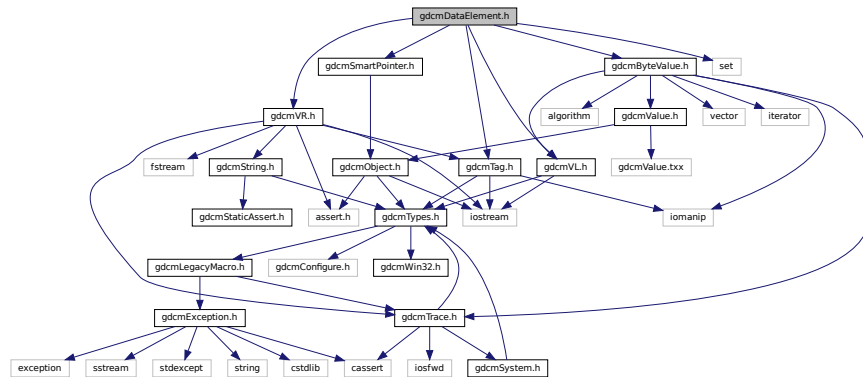 gdcmDataElement.h
gdcmSmartPointer.h
gdcmByteValue.h
set
gdcmVR.h
algorithm
gdcmValue.h
vector
iterator
fstream
gdcmString.h
gdcmObject.h
gdcmTag.h
gdcmVL.h
gdcmValue.txx
gdcmStaticAssert.h
assert.h
gdcmTypes.h
iostream
iomanip
gdcmLegacyMacro.h
gdcmConfigure.h
gdcmWin32.h
gdcmException.h
gdcmTrace.h
exception
sstream
stdexcept
string
cstdlib
cassert
iosfwd
gdcmSystem.h